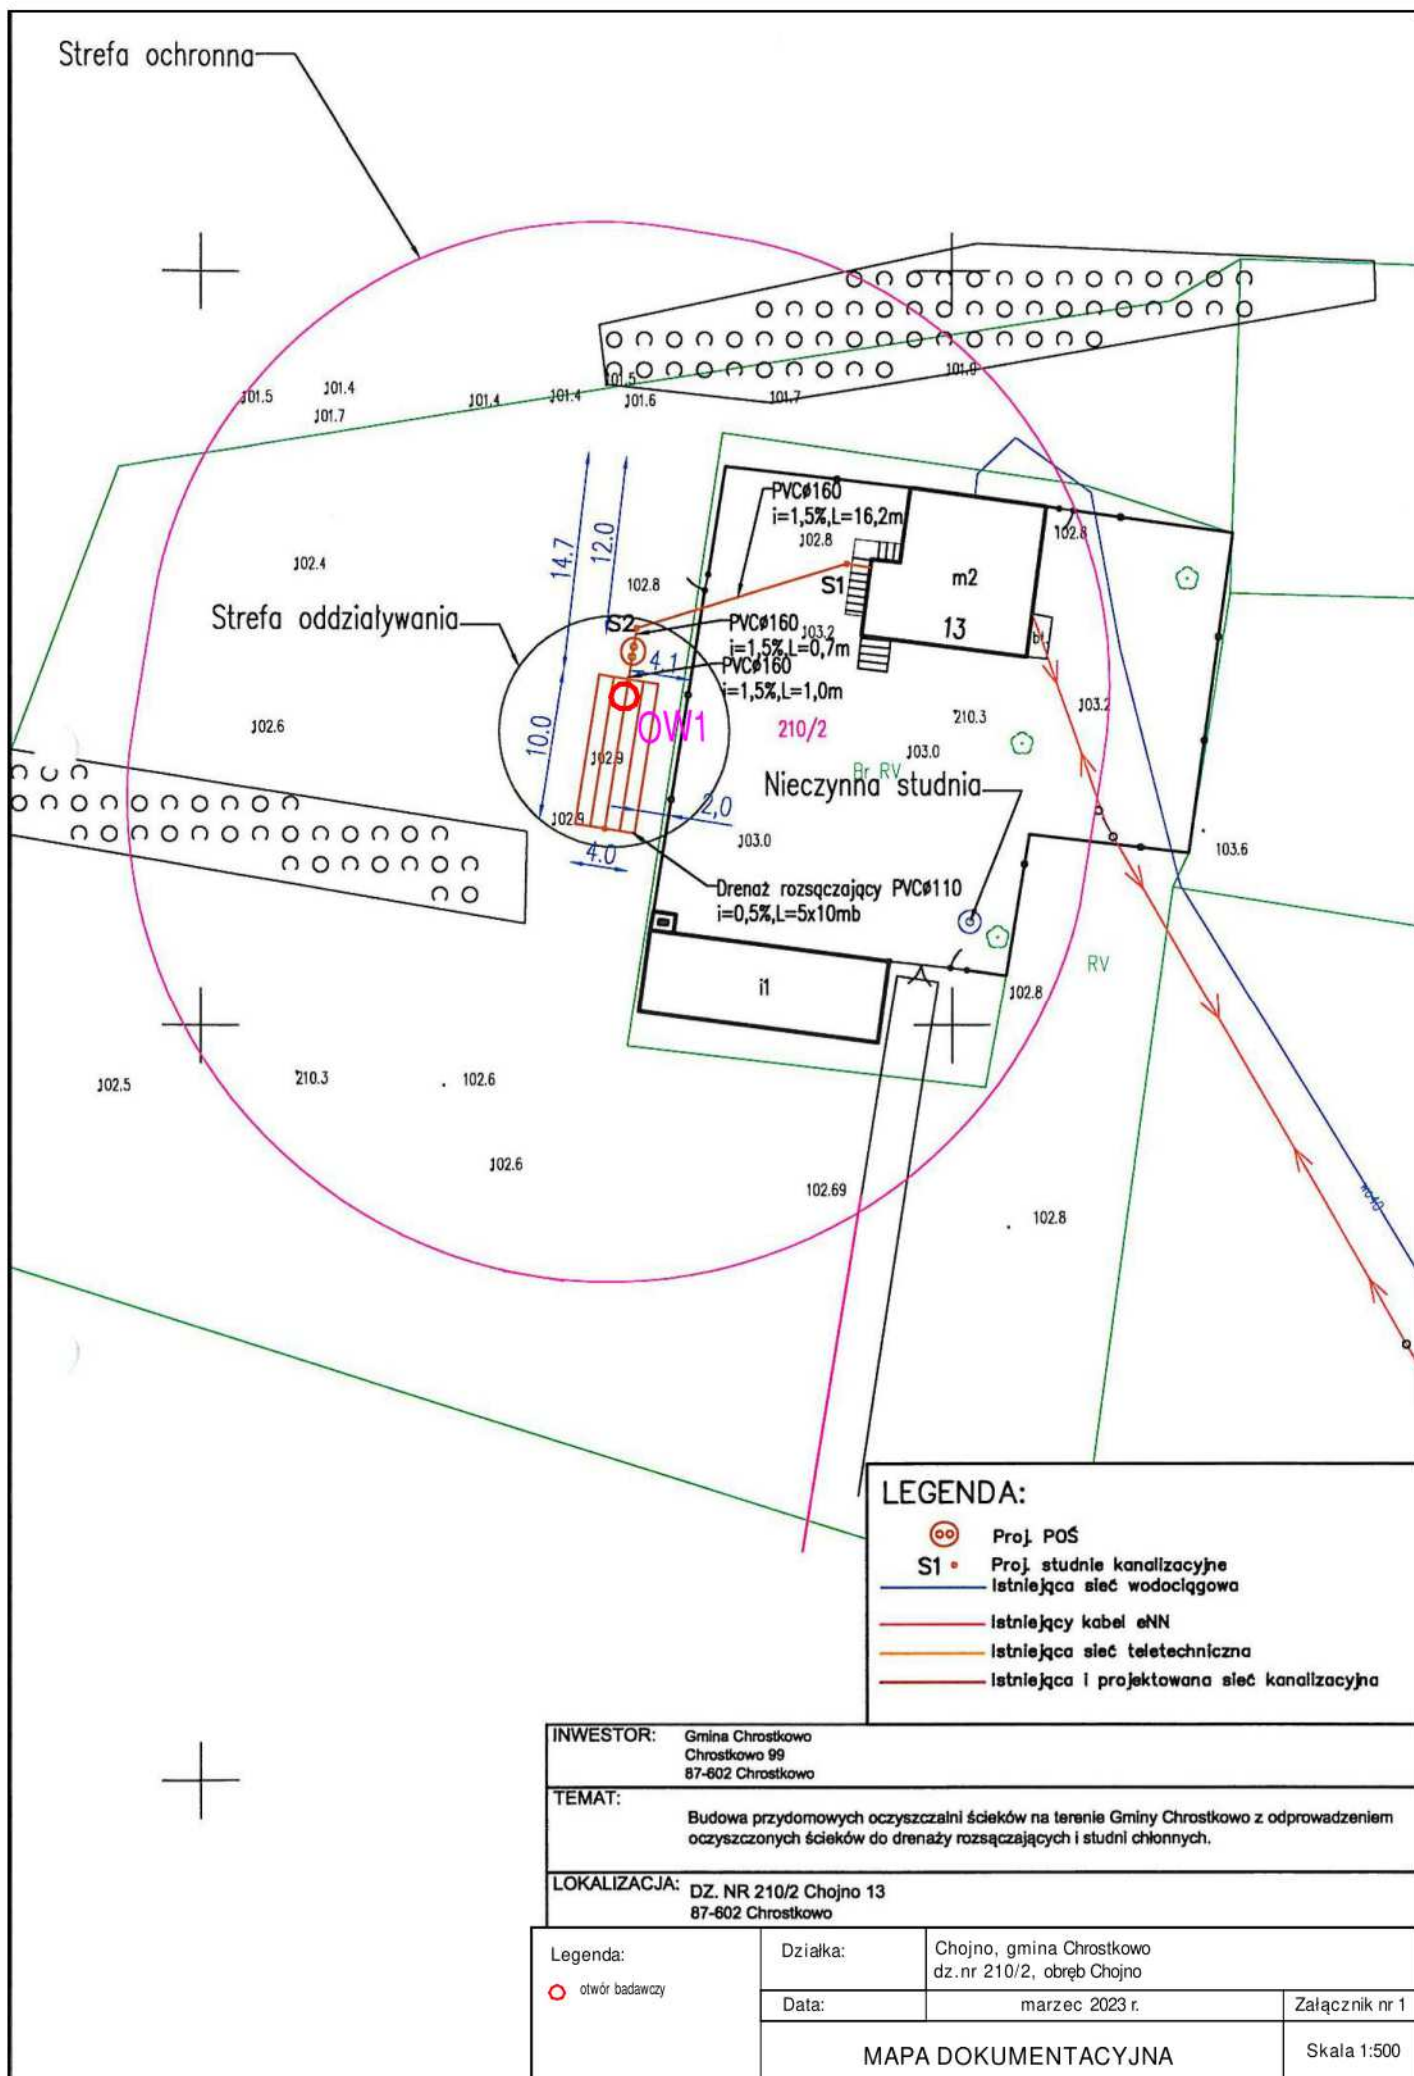 Strefa ochronna
101.5
101.4
101.7
101.4
101.4
101.5
101.6
101.7
101.9
PVCø160
i=1,5%,L=16,2m
102.8
102.8
14.7
12.0
102.4
102.8
S1
m2
13
Strefa oddziaływania
S2
PVCø160
i=1,5%,L=0,7m
103.2
4.1
PVCø160
i=1,5%,L=1,0m
103.2
102.6
10.0
OW1
210/2
210.3
102.9
103.0
Br RV
Nieczynna studnia
102.9
2,0
103.0
103.6
4.0
Drenaż rozsączający PVCø110
i=0,5%,L=5x10mb
RV
i1
102.8
102.5
210.3
102.6
102.6
102.69
102.8
wo40
LEGENDA:
Proj. POŚ
S1 Proj. studnie kanalizacyjne
Istniejąca sieć wodociągowa
Istniejący kabel eNN
Istniejąca sieć teletechniczna
Istniejąca i projektowana sieć kanalizacyjna
INWESTOR: Gmina Chrostkowo
Chrostkowo 99
87-602 Chrostkowo
TEMAT:
Budowa przydomowych oczyszczalni ścieków na terenie Gminy Chrostkowo z odprowadzeniem
oczyszczonych ścieków do drenaży rozsączających i studni chłonnych.
LOKALIZACJA: DZ. NR 210/2 Chojno 13
87-602 Chrostkowo
Legenda:
otwór badawczy
Działka:
Chojno, gmina Chrostkowo
dz.nr 210/2, obręb Chojno
Data:
marzec 2023 r.
Załącznik nr 1
MAPA DOKUMENTACYJNA
Skala 1:500